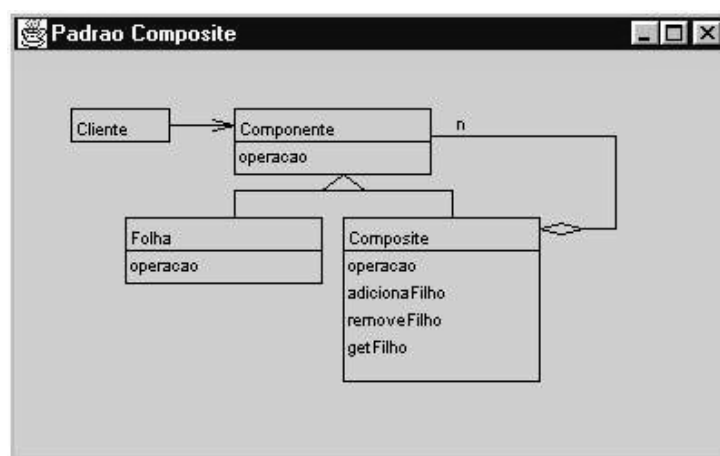 Padrao Composite
Cliente
Componente
n
operacao
Folha
Composite
operacao
operacao
adicionaFilho
removeFilho
getFilho